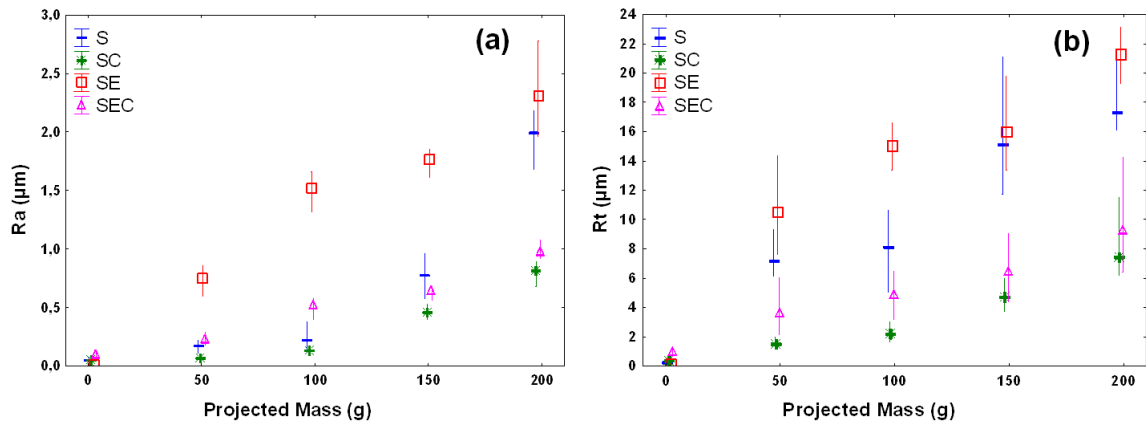 (a)
S
SC
SE
SEC
3.0
2.5
2.0
1.5
1.0
0.5
0.0
Ra (µm)
0 50 100 150 200
Projected Mass (g)
(b)
S
SC
SE
SEC
24
22
20
18
16
14
12
10
8
6
4
2
0
Rt (µm)
0 50 100 150 200
Projected Mass (g)